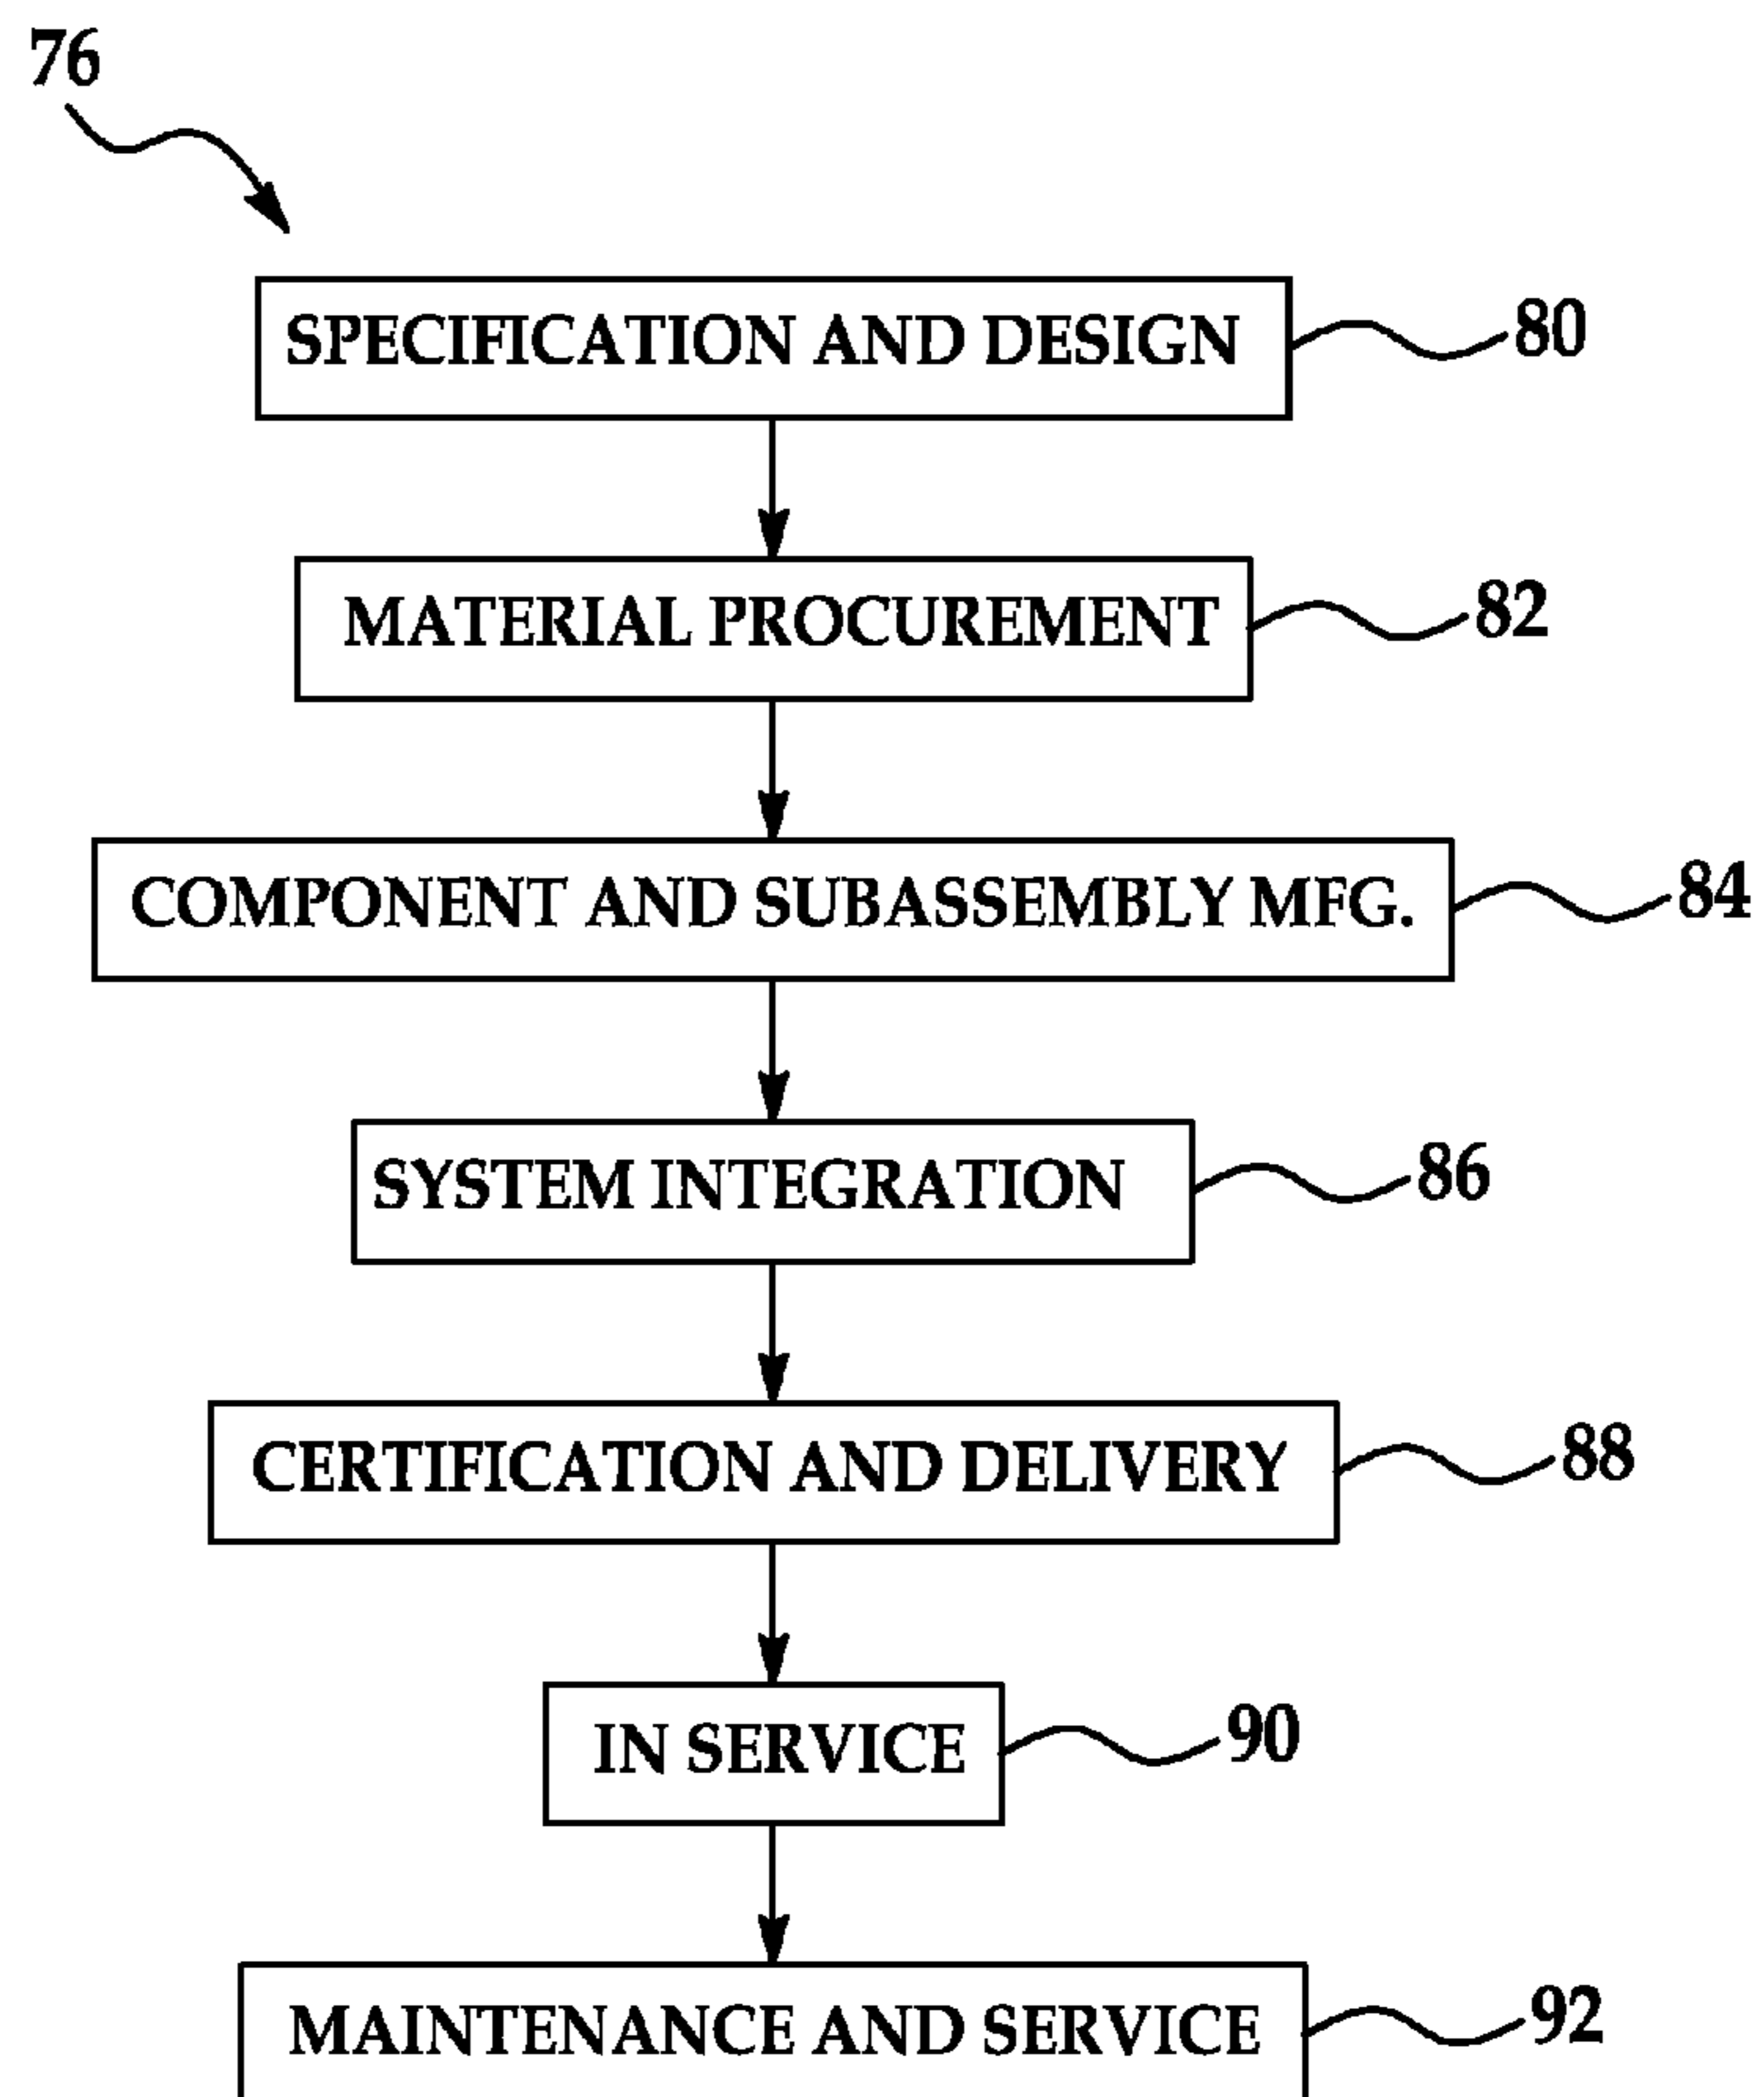 76
SPECIFICATION AND DESIGN 80
MATERIAL PROCUREMENT 82
COMPONENT AND SUBASSEMBLY MFG. 84
SYSTEM INTEGRATION 86
CERTIFICATION AND DELIVERY 88
IN SERVICE 90
MAINTENANCE AND SERVICE 92